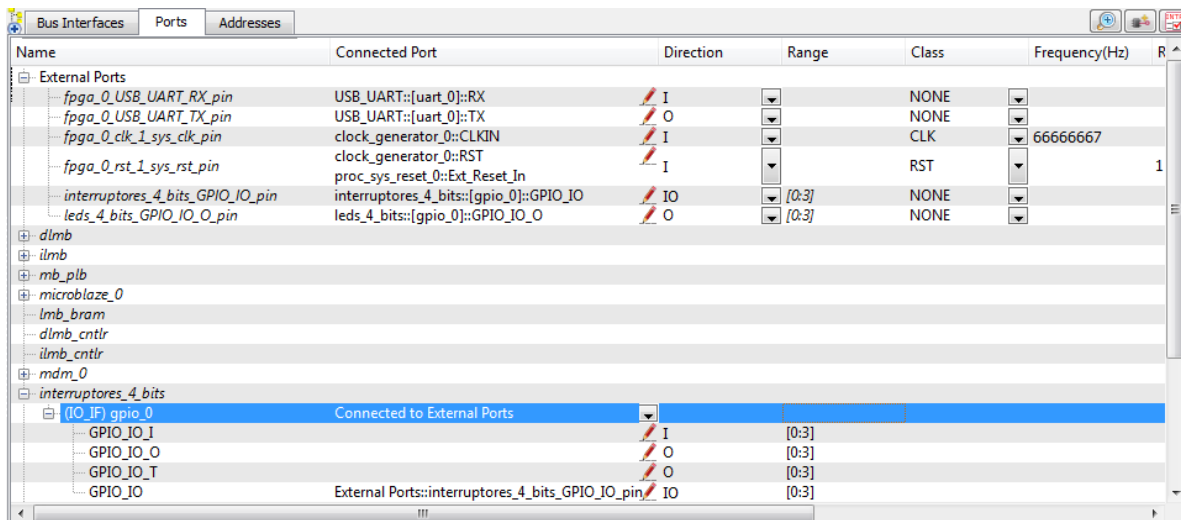 Bus Interfaces Ports Addresses
Name Connected Port Direction Range Class Frequency(Hz) R
External Ports
fpga_0_USB_UART_RX_pin USB_UART::[uart_0]::RX I NONE
fpga_0_USB_UART_TX_pin USB_UART::[uart_0]::TX O NONE
fpga_0_clk_1_sys_clk_pin clock_generator_0::CLKIN I CLK 66666667
fpga_0_rst_1_sys_rst_pin clock_generator_0::RST I RST 1
proc_sys_reset_0::Ext_Reset_In
interruptores_4_bits_GPIO_IO_pin interruptores_4_bits::[gpio_0]::GPIO_IO IO [0:3] NONE
leds_4_bits_GPIO_IO_O_pin leds_4_bits::[gpio_0]::GPIO_IO_O O [0:3] NONE
dlmb
ilmb
mb_plb
microblaze_0
lmb_bram
dlmb_cntlr
ilmb_cntlr
mdm_0
interruptores_4_bits
(IO_IF) gpio_0 Connected to External Ports
GPIO_IO_I I [0:3]
GPIO_IO_O O [0:3]
GPIO_IO_T O [0:3]
GPIO_IO External Ports::interruptores_4_bits_GPIO_IO_pin IO [0:3]